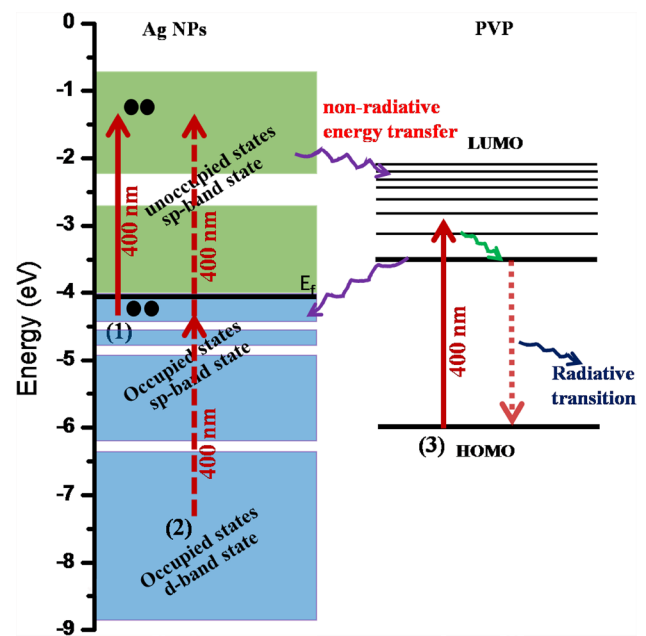 Ag NPs
PVP
Energy (eV)
0
-1
-2
-3
-4
-5
-6
-7
-8
-9
400 nm
(1)
unoccupied states
sp-band state
400 nm
E_f
Occupied states
sp-band state
400 nm
(2)
Occupied states
d-band state
non-radiative
energy transfer
LUMO
400 nm
Radiative
transition
(3)
HOMO